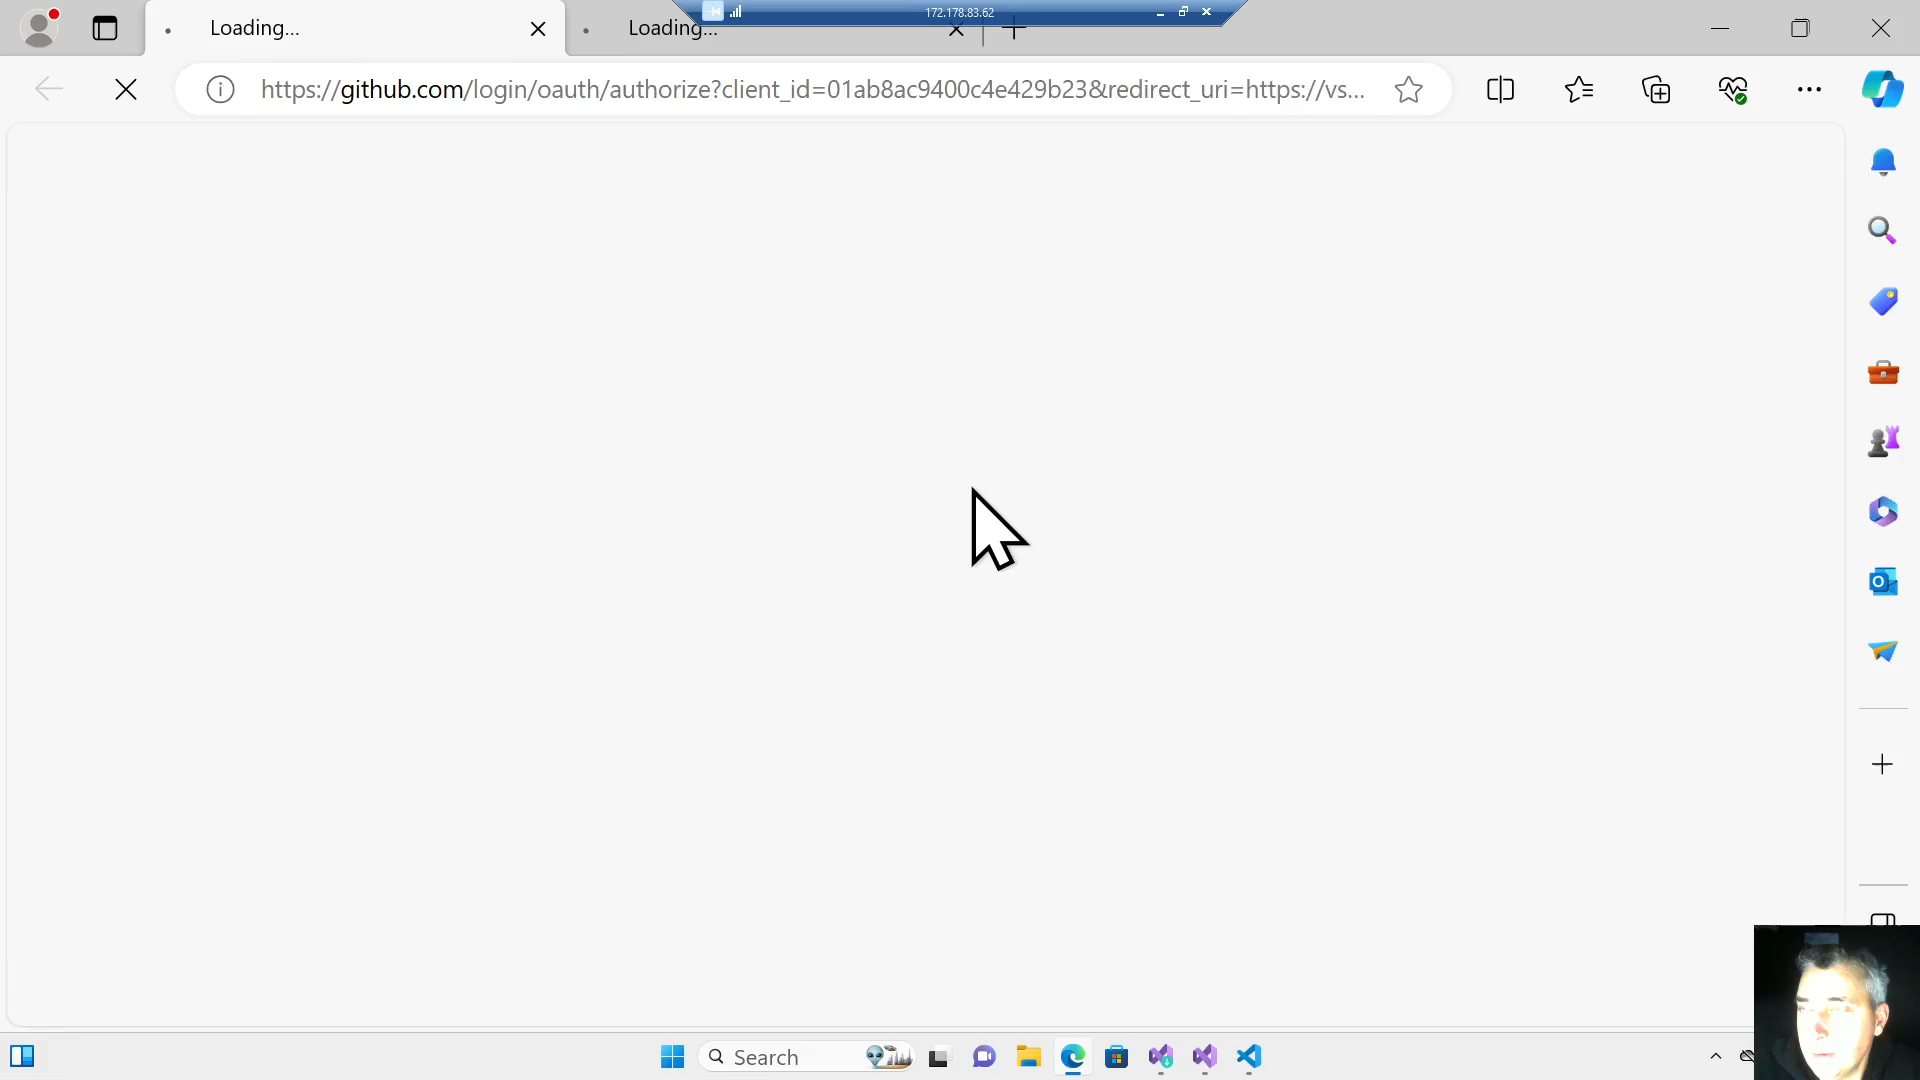 172.178.83.62
Loading...
Loading...
https://github.com/login/oauth/authorize?client_id=01ab8ac9400c4e429b23&redirect_uri=https://vs...
Search